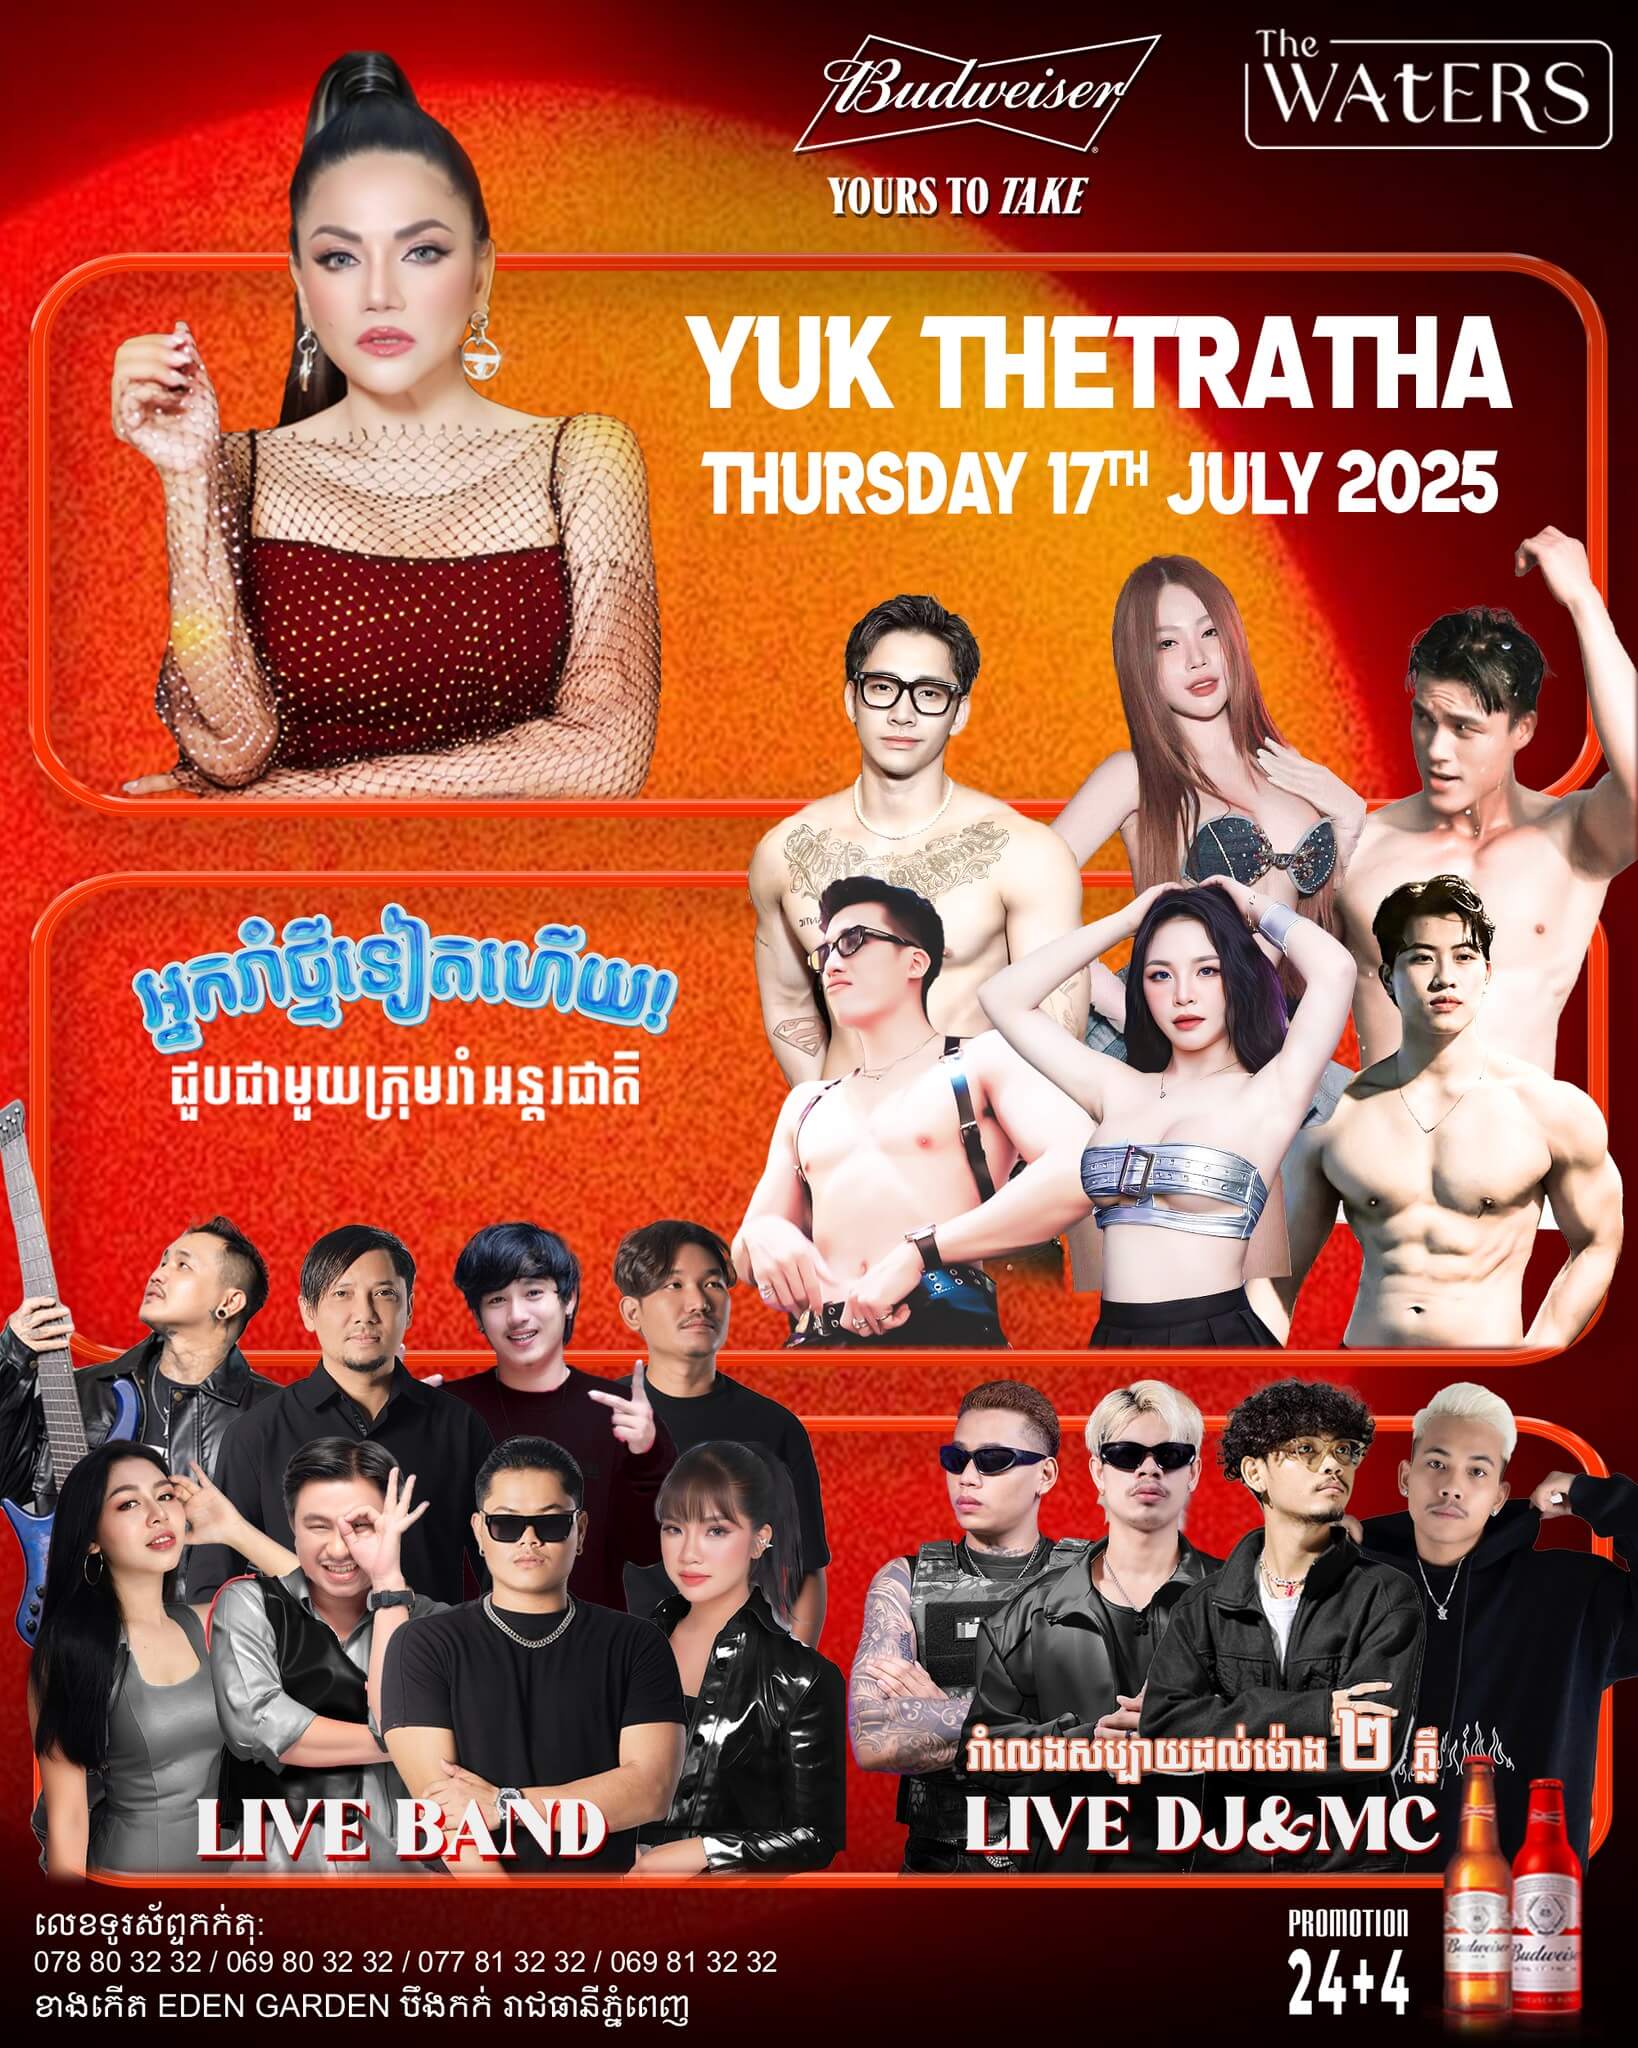 Budweiser
YOURS TO TAKE
The WATERS
YUK THETRATHA
THURSDAY 17TH JULY 2025
អ្នករាំថ្មីទៀតហើយ!
ជួបជាមួយក្រុមរាំអន្តរជាតិ
LIVE BAND
រាំលេងសប្បាយដល់ម៉ោង ២ ភ្លឺ
LIVE DJ&MC
លេខទូរស័ព្ទកក់តុ:
078 80 32 32 / 069 80 32 32 / 077 81 32 32 / 069 81 32 32
ខាងកើត EDEN GARDEN បឹងកក់ រាជធានីភ្នំពេញ
PROMOTION
24+4
Budweiser
Budweiser